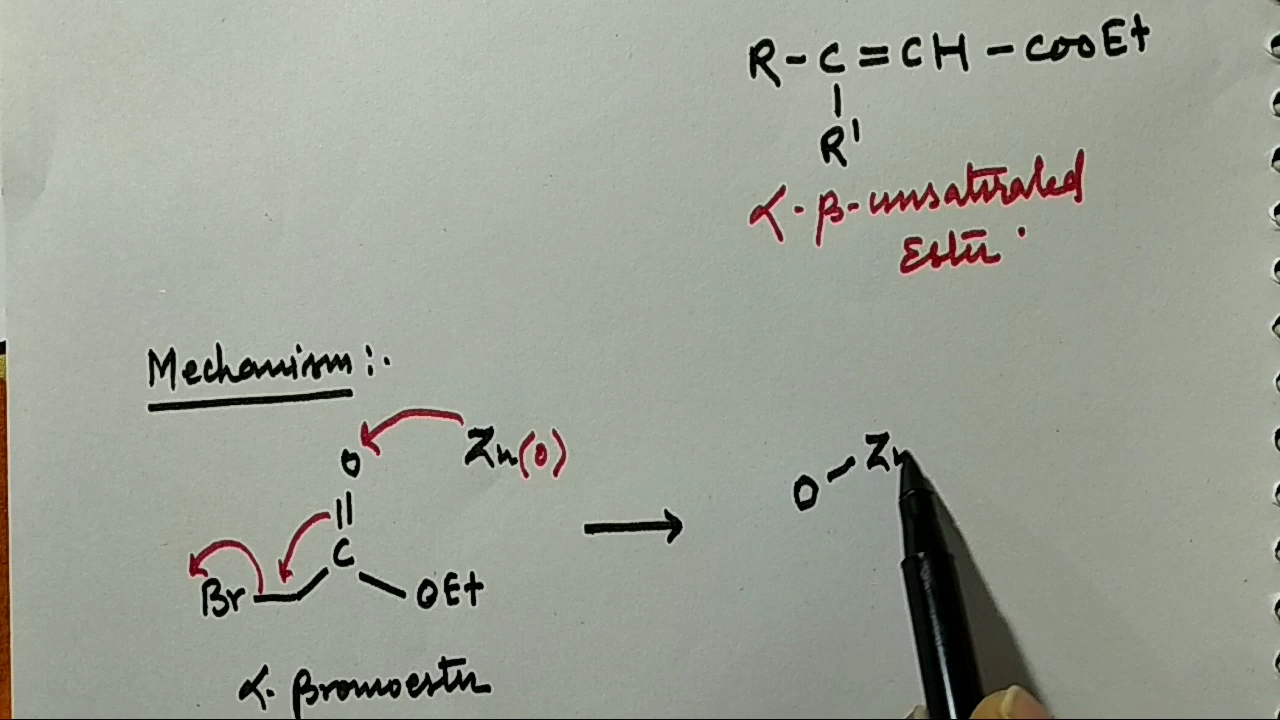 R-C=CH-COOEt
|
R'
α-β-unsaturated
Ester.
Mechanism:-
O Zn(0)
||
C
Br OEt
O-Zn
α-Bromoester